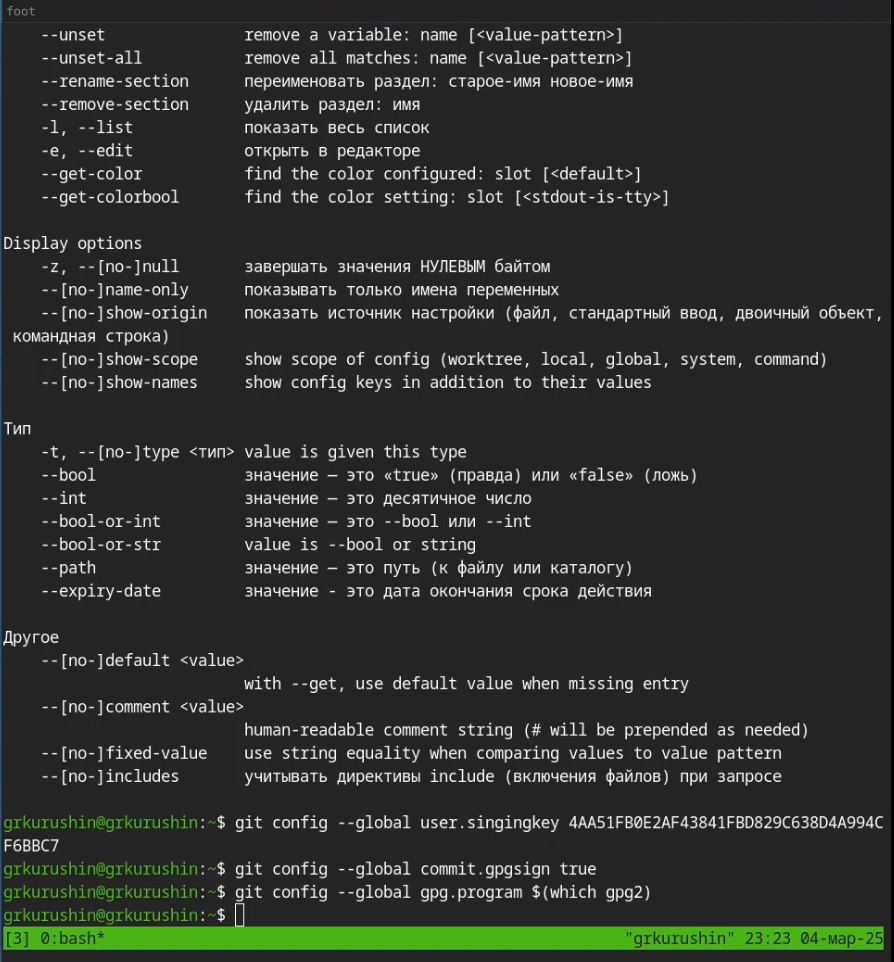 foot
--unset remove a variable: name [<value-pattern>]
--unset-all remove all matches: name [<value-pattern>]
--rename-section переименовать раздел: старое-имя новое-имя
--remove-section удалить раздел: имя
-l, --list показать весь список
-e, --edit открыть в редакторе
--get-color find the color configured: slot [<default>]
--get-colorbool find the color setting: slot [<stdout-is-tty>]
Display options
-z, --[no-]null завершать значения НУЛЕВЫМ байтом
--[no-]name-only показывать только имена переменных
--[no-]show-origin показать источник настройки (файл, стандартный ввод, двоичный объект,
командная строка)
--[no-]show-scope show scope of config (worktree, local, global, system, command)
--[no-]show-names show config keys in addition to their values
Тип
-t, --[no-]type <тип> value is given this type
--bool значение — это «true» (правда) или «false» (ложь)
--int значение — это десятичное число
--bool-or-int значение — это --bool или --int
--bool-or-str value is --bool or string
--path значение — это путь (к файлу или каталогу)
--expiry-date значение - это дата окончания срока действия
Другое
--[no-]default <value>
with --get, use default value when missing entry
--[no-]comment <value>
human-readable comment string (# will be prepended as needed)
--[no-]fixed-value use string equality when comparing values to value pattern
--[no-]includes учитывать директивы include (включения файлов) при запросе
grkurushin@grkurushin:~$ git config --global user.singingkey 4AA51FB0E2AF43841FBD829C638D4A994C
F6BBC7
grkurushin@grkurushin:~$ git config --global commit.gpgsign true
grkurushin@grkurushin:~$ git config --global gpg.program $(which gpg2)
grkurushin@grkurushin:~$
[3] 0:bash* "grkurushin" 23:23 04-мар-25